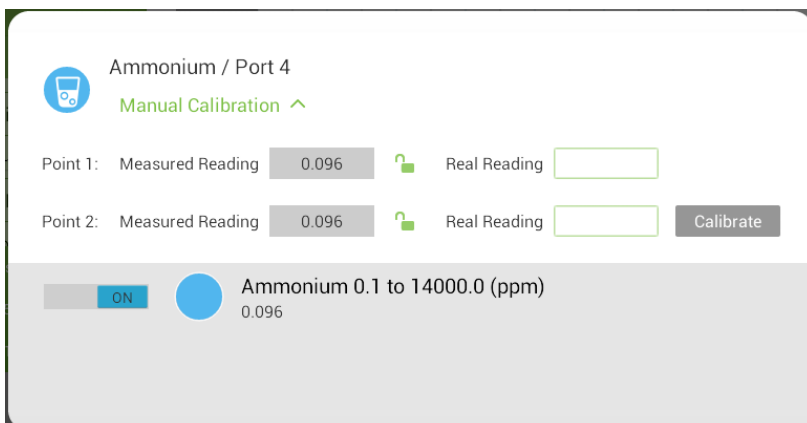 Ammonium / Port 4
Manual Calibration
Point 1: Measured Reading 0.096 Real Reading
Point 2: Measured Reading 0.096 Real Reading Calibrate
ON Ammonium 0.1 to 14000.0 (ppm)
0.096